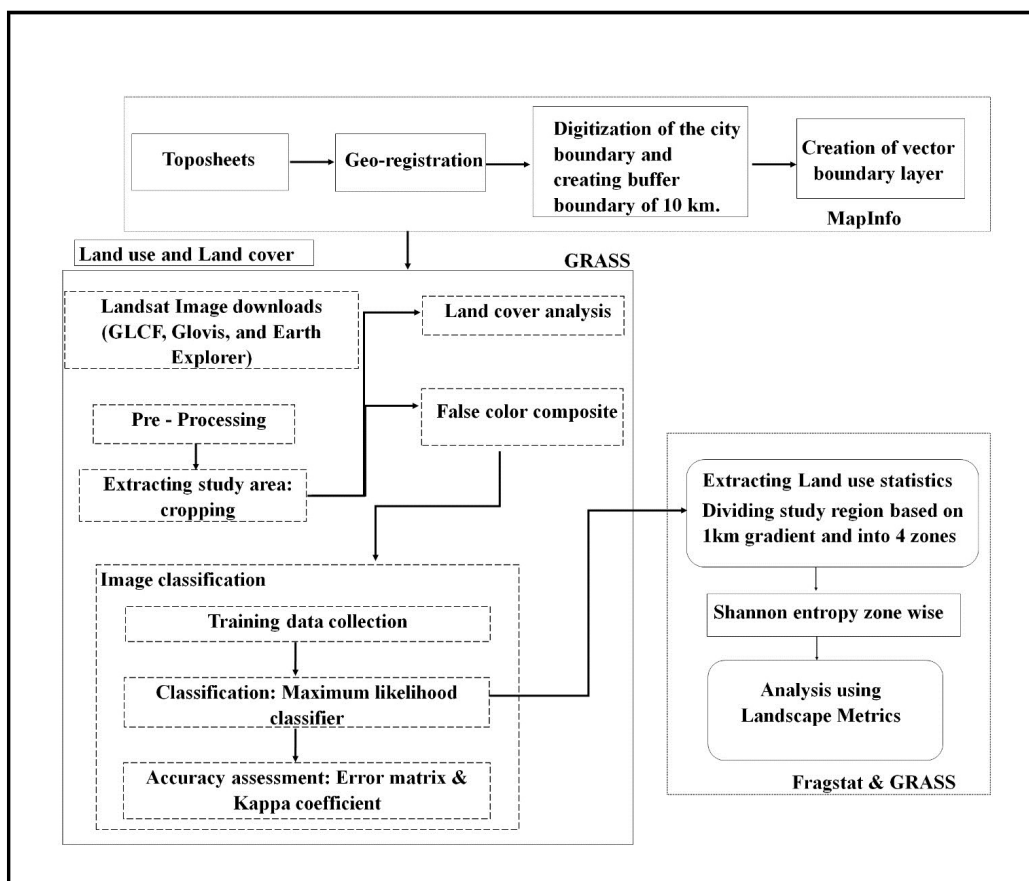 Toposheets
Geo-registration
Digitization of the city
boundary and
creating buffer
boundary of 10 km.
Creation of vector
boundary layer
MapInfo
Land use and Land cover
GRASS
Landsat Image downloads
(GLCF, Glovis, and Earth
Explorer)
Land cover analysis
Pre - Processing
False color composite
Extracting study area:
cropping
Image classification
Training data collection
Classification: Maximum likelihood
classifier
Accuracy assessment: Error matrix &
Kappa coefficient
Extracting Land use statistics
Dividing study region based on
1km gradient and into 4 zones
Shannon entropy zone wise
Analysis using
Landscape Metrics
Fragstat & GRASS